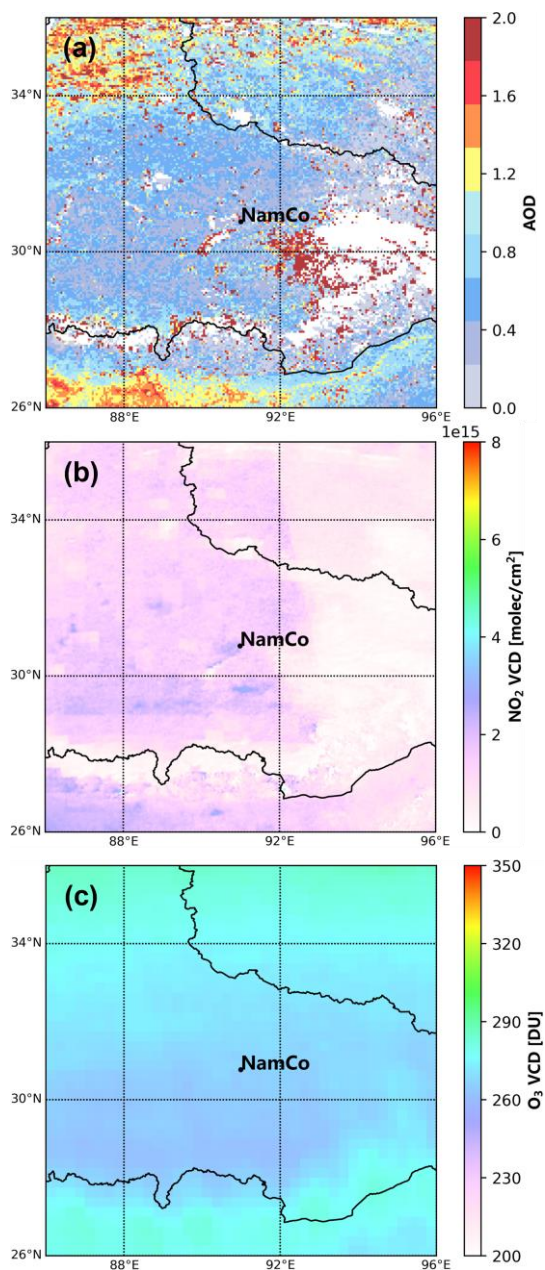 (a)
34°N
30°N
26°N
NamCo
88°E
92°E
96°E
2.0
1.6
1.2
0.8
0.4
0.0
AOD
(b)
34°N
30°N
26°N
NamCo
88°E
92°E
96°E
1e15
8
6
4
2
0
NO₂ VCD [molec/cm²]
(c)
34°N
30°N
26°N
NamCo
88°E
92°E
96°E
350
320
290
260
230
200
O₃ VCD [DU]